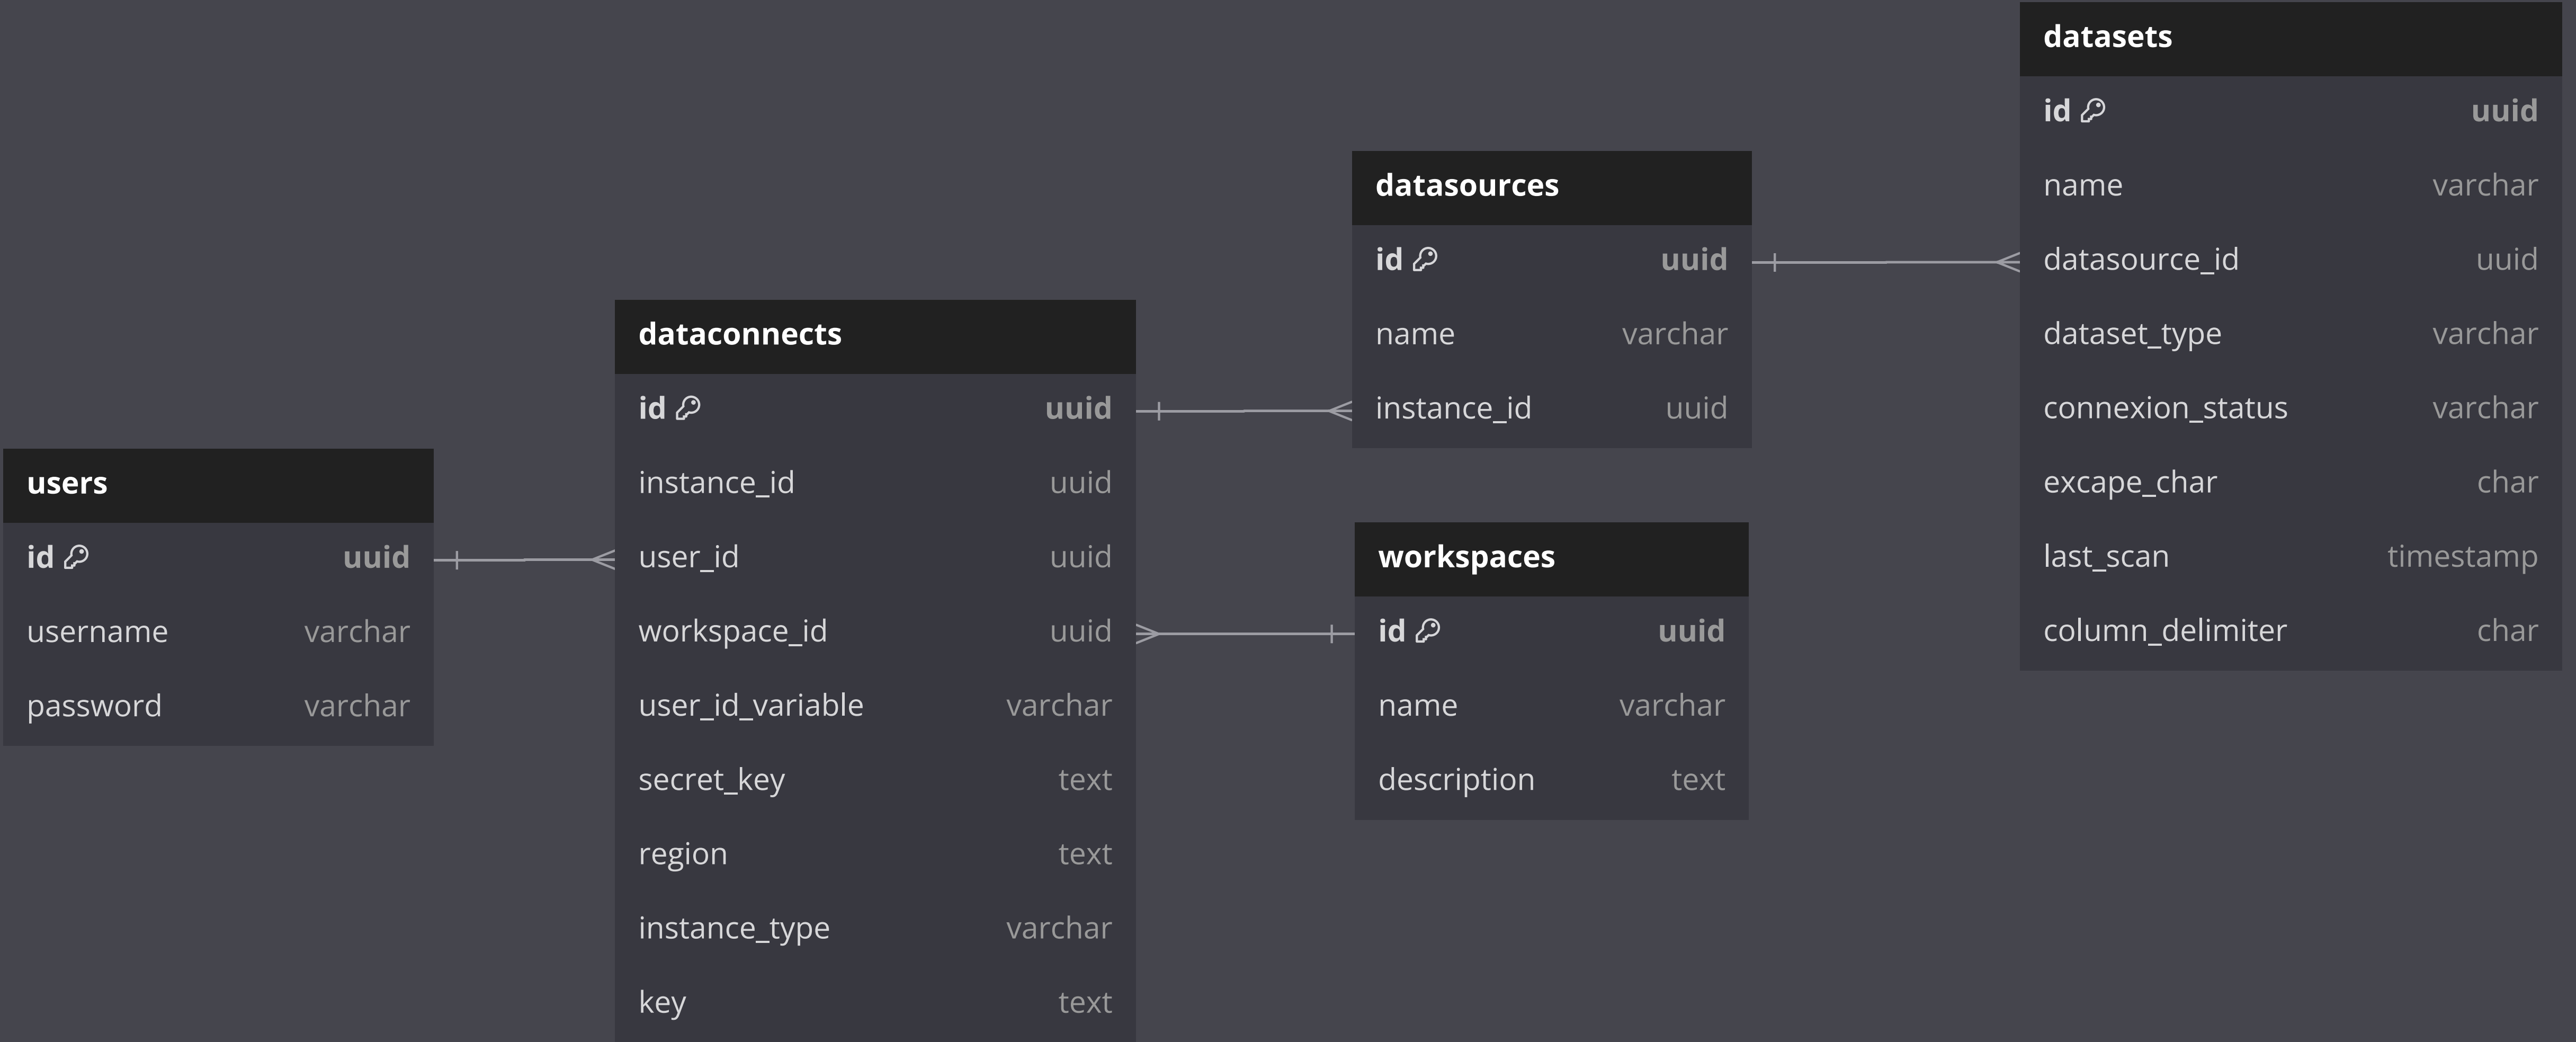 users
id uuid
username varchar
password varchar
dataconnects
id uuid
instance_id uuid
user_id uuid
workspace_id uuid
user_id_variable varchar
secret_key text
region text
instance_type varchar
key text
datasources
id uuid
name varchar
instance_id uuid
workspaces
id uuid
name varchar
description text
datasets
id uuid
name varchar
datasource_id uuid
dataset_type varchar
connexion_status varchar
excape_char char
last_scan timestamp
column_delimiter char